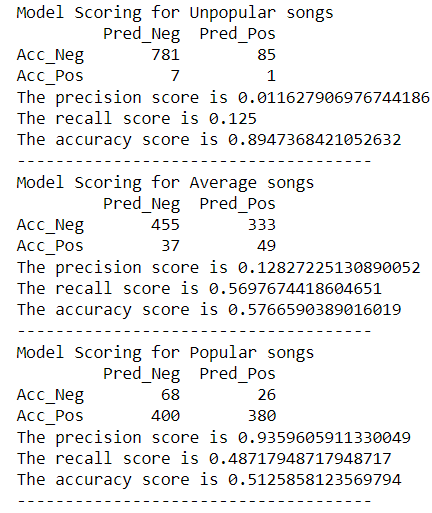 Model Scoring for Unpopular songs
Pred_Neg Pred_Pos
Acc_Neg 781 85
Acc_Pos 7 1
The precision score is 0.011627906976744186
The recall score is 0.125
The accuracy score is 0.8947368421052632
-------------------------------------
Model Scoring for Average songs
Pred_Neg Pred_Pos
Acc_Neg 455 333
Acc_Pos 37 49
The precision score is 0.12827225130890052
The recall score is 0.5697674418604651
The accuracy score is 0.5766590389016019
-------------------------------------
Model Scoring for Popular songs
Pred_Neg Pred_Pos
Acc_Neg 68 26
Acc_Pos 400 380
The precision score is 0.9359605911330049
The recall score is 0.48717948717948717
The accuracy score is 0.5125858123569794
-------------------------------------